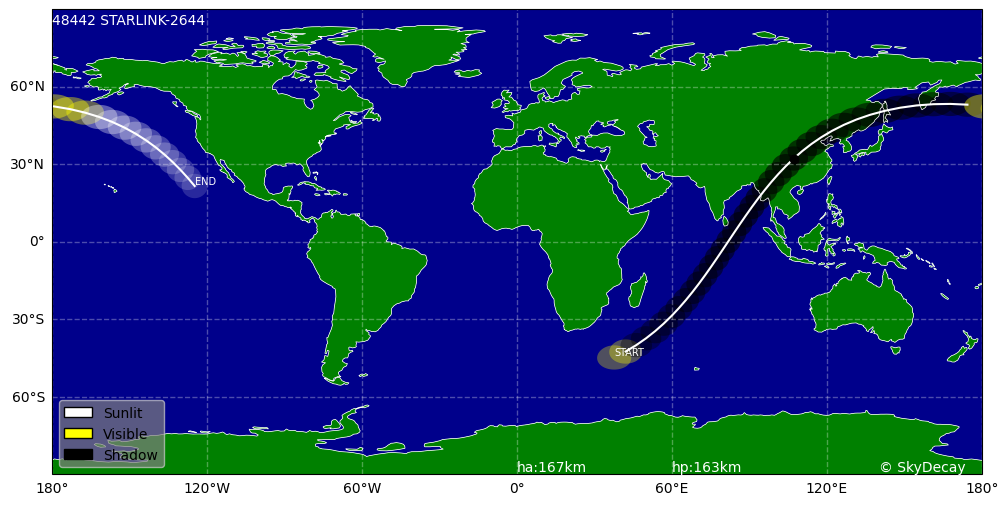 48442 STARLINK-2644
60°N
30°N
0°
30°S
60°S
END
START
Sunlit
Visible
Shadow
ha:167km
hp:163km
© SkyDecay
180°
120°W
60°W
0°
60°E
120°E
180°